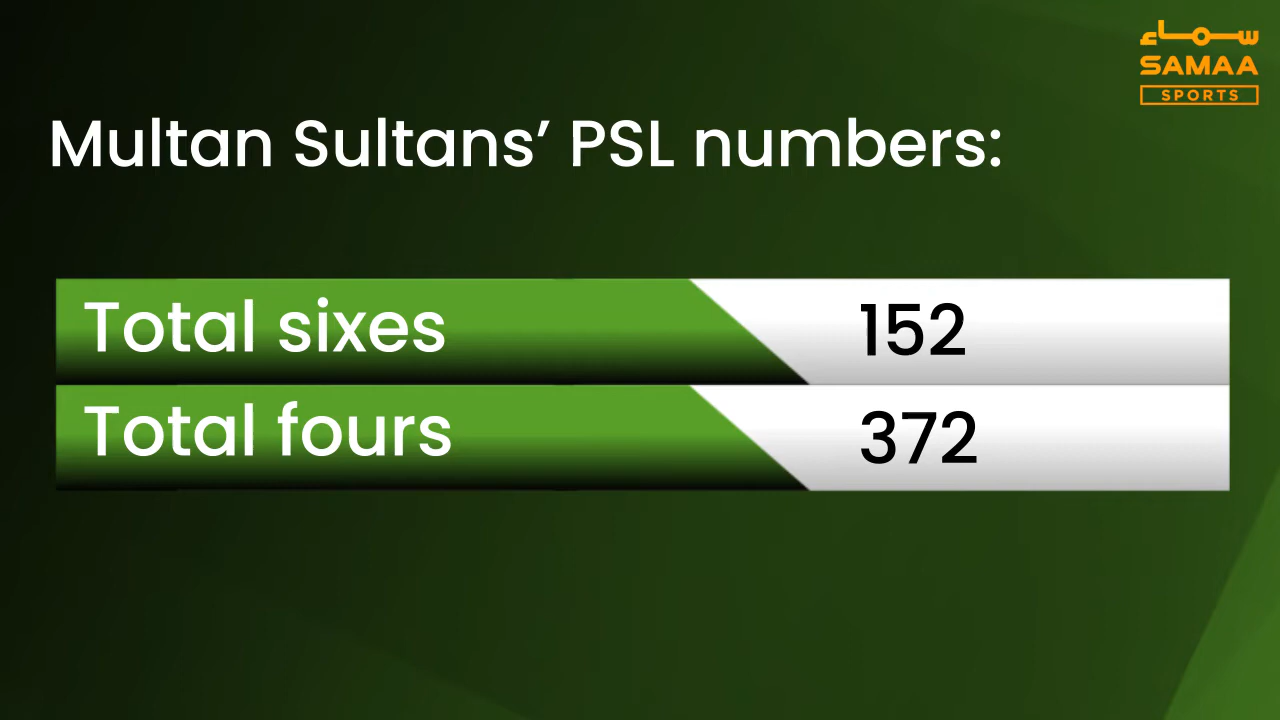 سماء
SAMAA
SPORTS
Multan Sultans’ PSL numbers:
Total sixes 152
Total fours 372